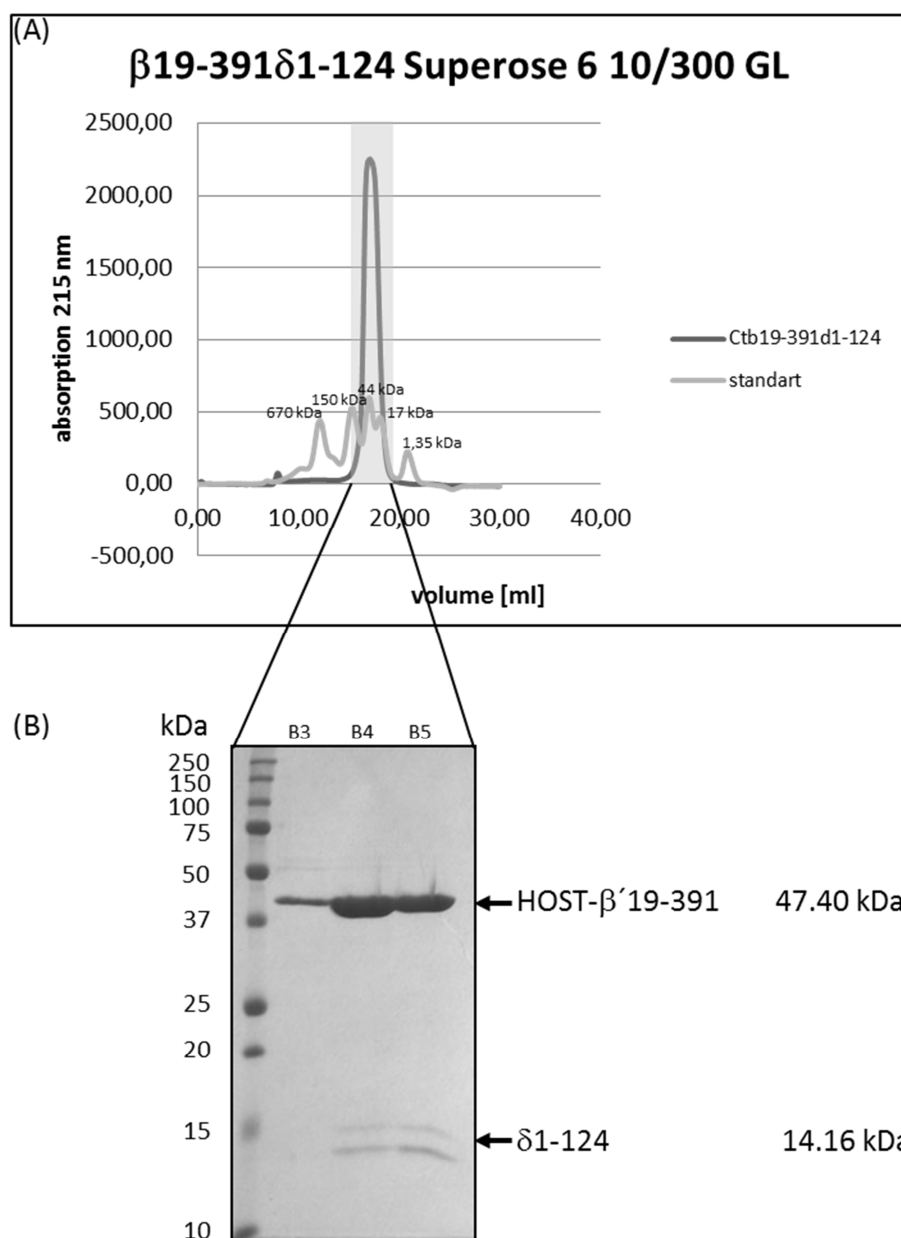 (A)
β19-391δ1-124 Superose 6 10/300 GL
2500,00
2000,00
1500,00
1000,00
500,00
0,00
-500,00
absorption 215 nm
670 kDa
150 kDa
44 kDa
17 kDa
1,35 kDa
0,00 10,00 20,00 30,00 40,00
volume [ml]
Ctb19-391d1-124
standart
(B)
kDa
B3 B4 B5
250
150
100
75
50
37
25
20
15
10
HOST-β´19-391 47.40 kDa
δ1-124 14.16 kDa